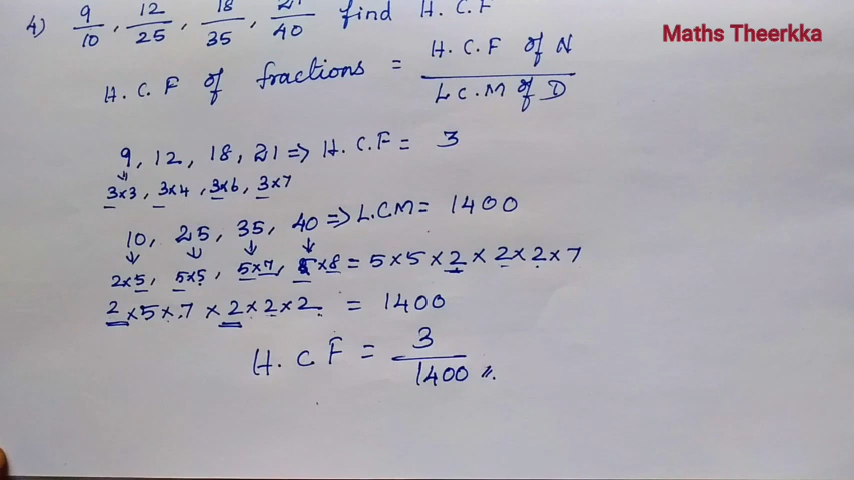 4) 9/10, 12/25, 18/35, 21/40 find H.C.F
Maths Theerkka
H.C.F of fractions = H.C.F of N / L.C.M of D
9, 12, 18, 21 => H.C.F = 3
3×3, 3×4, 3×6, 3×7
10, 25, 35, 40 => L.C.M = 1400
2×5, 5×5, 5×7, 5×8 = 5×5×2×2×2×7
2×5×7×2×2×2 = 1400
H.C.F = 3/1400 //.